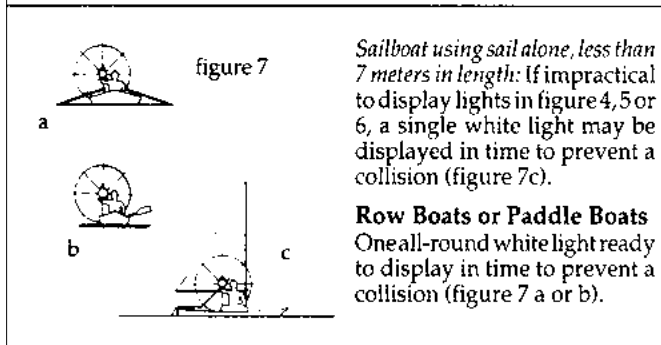 figure 7
a
b
c
Sailboat using sail alone, less than
7 meters in length: If impractical
to display lights in figure 4, 5 or
6, a single white light may be
displayed in time to prevent a
collision (figure 7c).
Row Boats or Paddle Boats
One all-round white light ready
to display in time to prevent a
collision (figure 7 a or b).